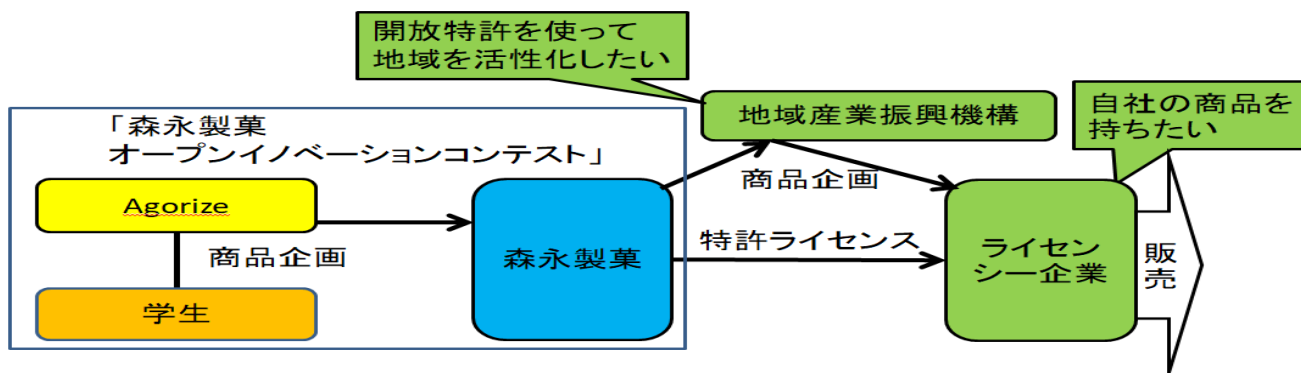 開放特許を使って
地域を活性化したい
地域産業振興機構
自社の商品を
持ちたい
「森永製菓
オープンイノベーションコンテスト」
Agorize
商品企画
学生
森永製菓
商品企画
特許ライセンス
ライセン
シー企業
販売